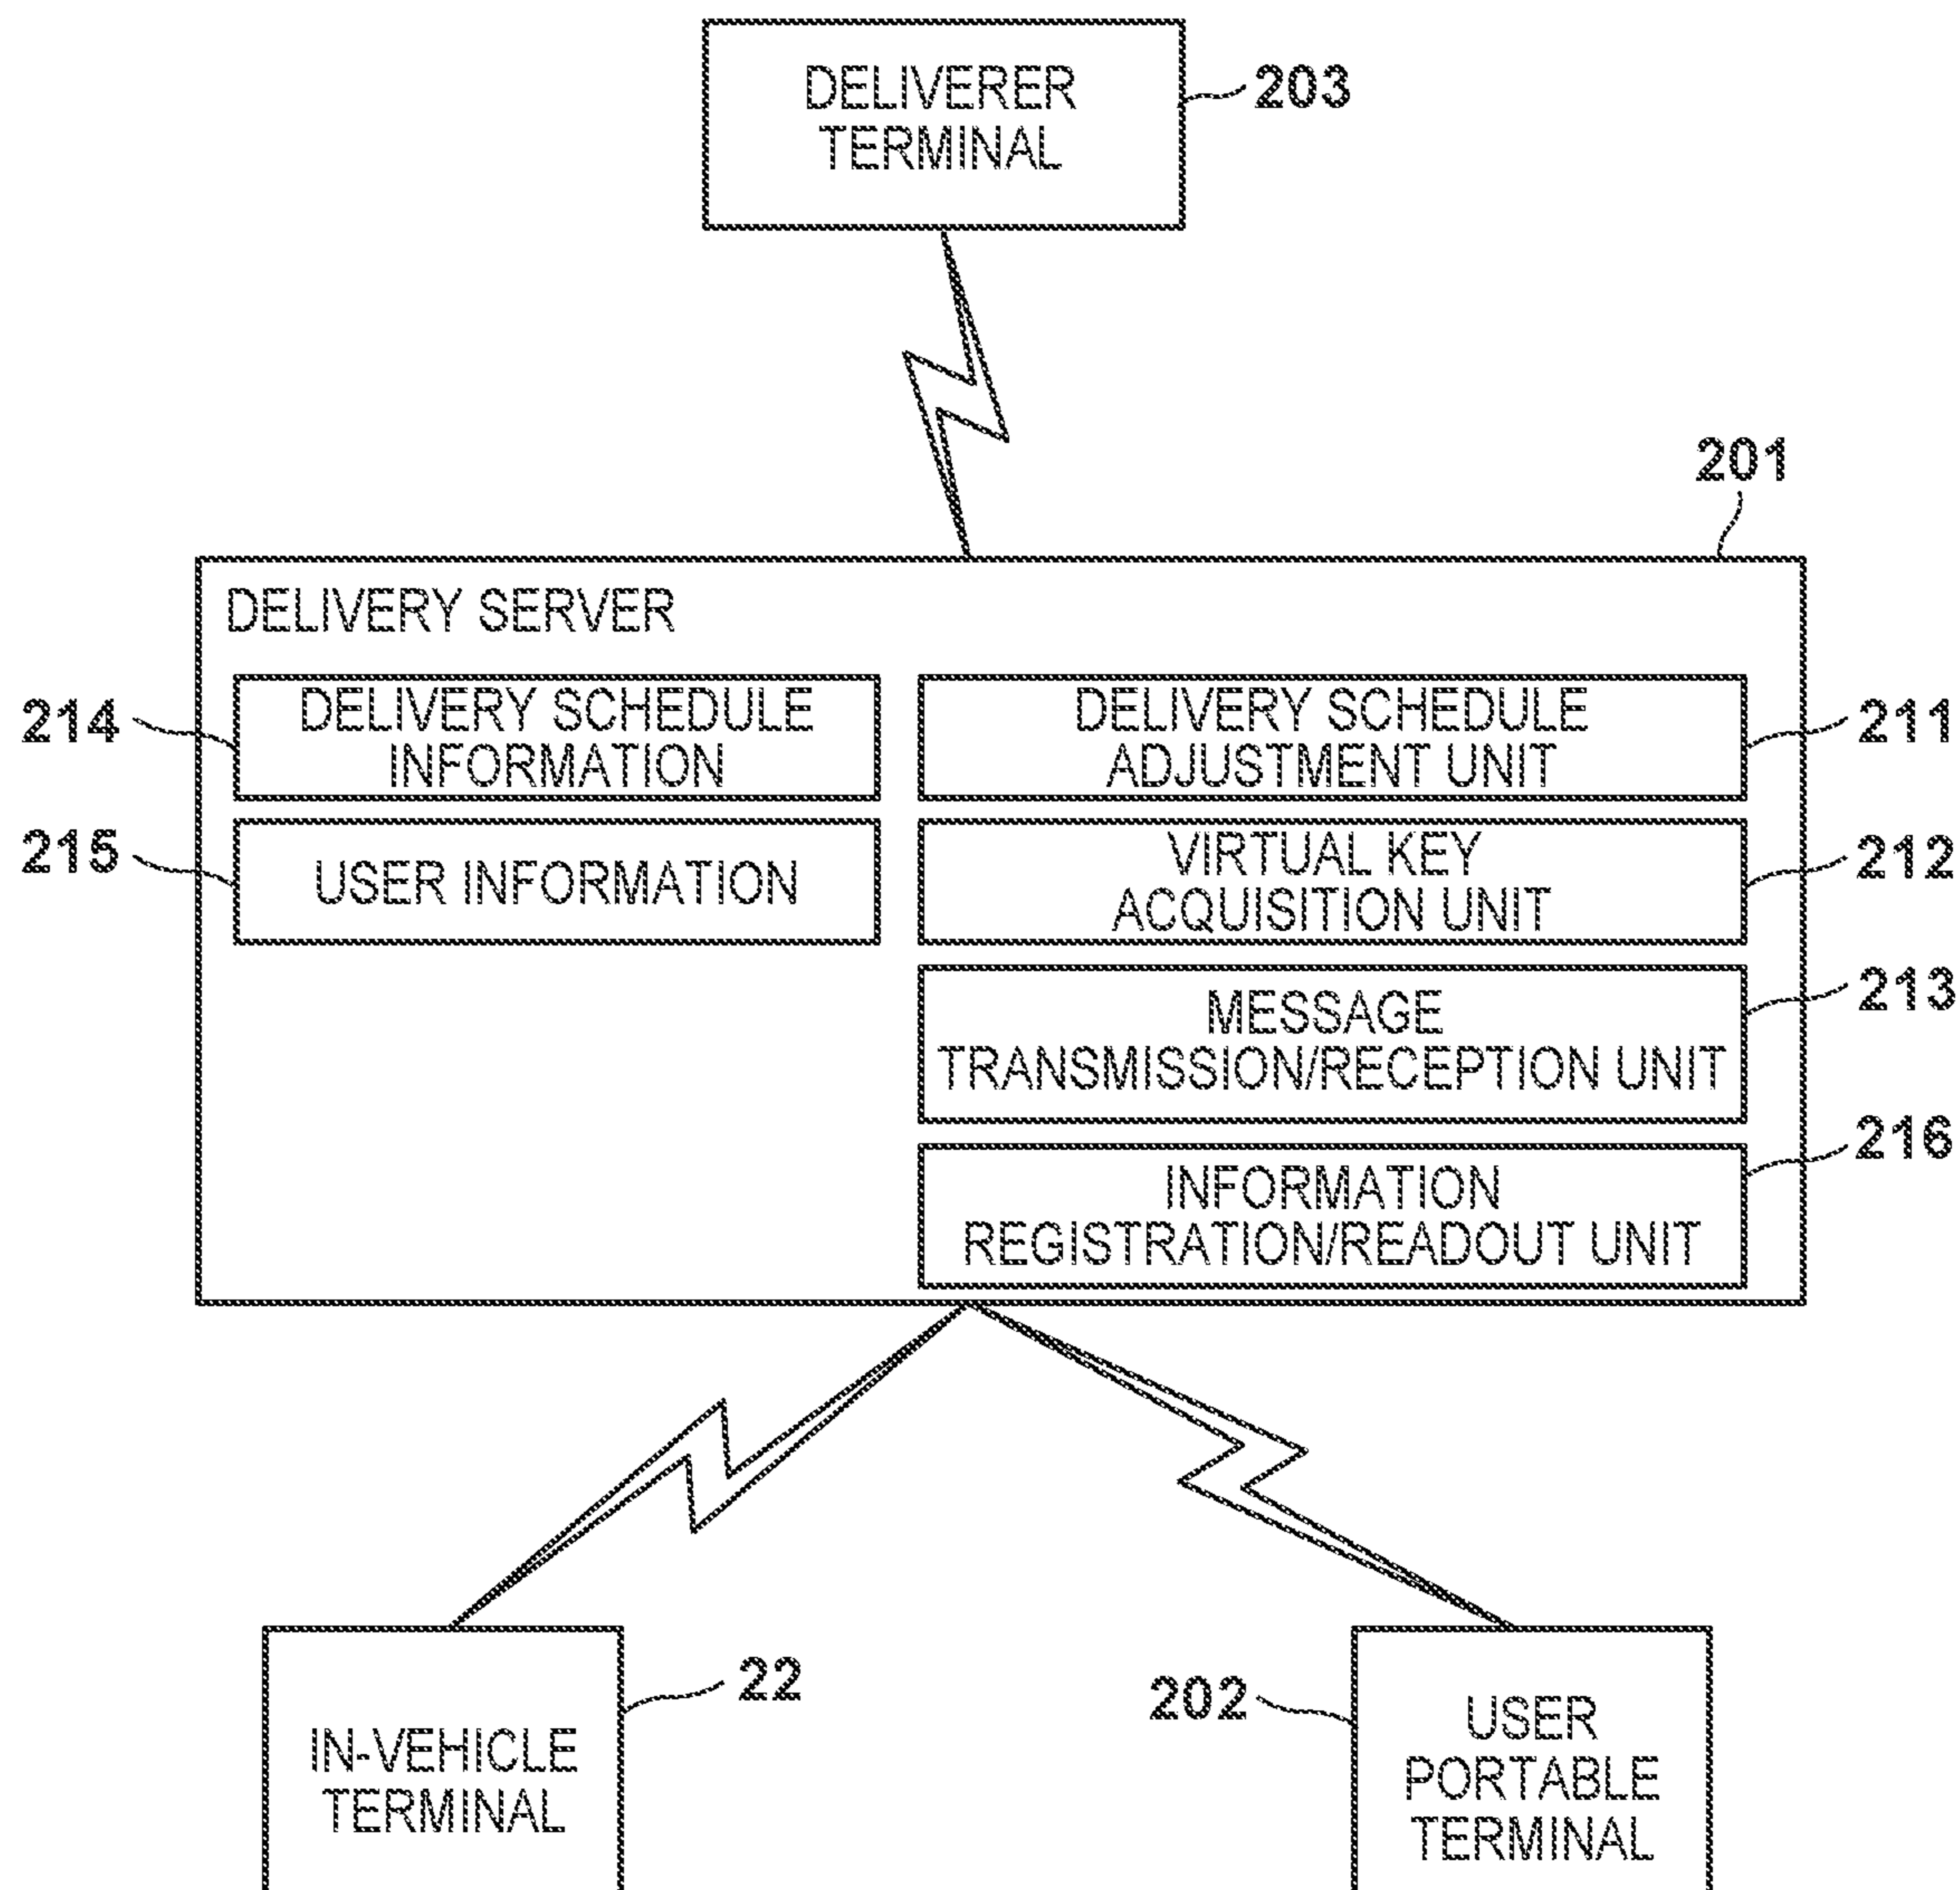 DELIVERER
TERMINAL
203
201
DELIVERY SERVER
214
DELIVERY SCHEDULE
INFORMATION
DELIVERY SCHEDULE
ADJUSTMENT UNIT
211
215
USER INFORMATION
VIRTUAL KEY
ACQUISITION UNIT
212
MESSAGE
TRANSMISSION/RECEPTION UNIT
213
INFORMATION
REGISTRATION/READOUT UNIT
216
IN-VEHICLE
TERMINAL
22
202
USER
PORTABLE
TERMINAL